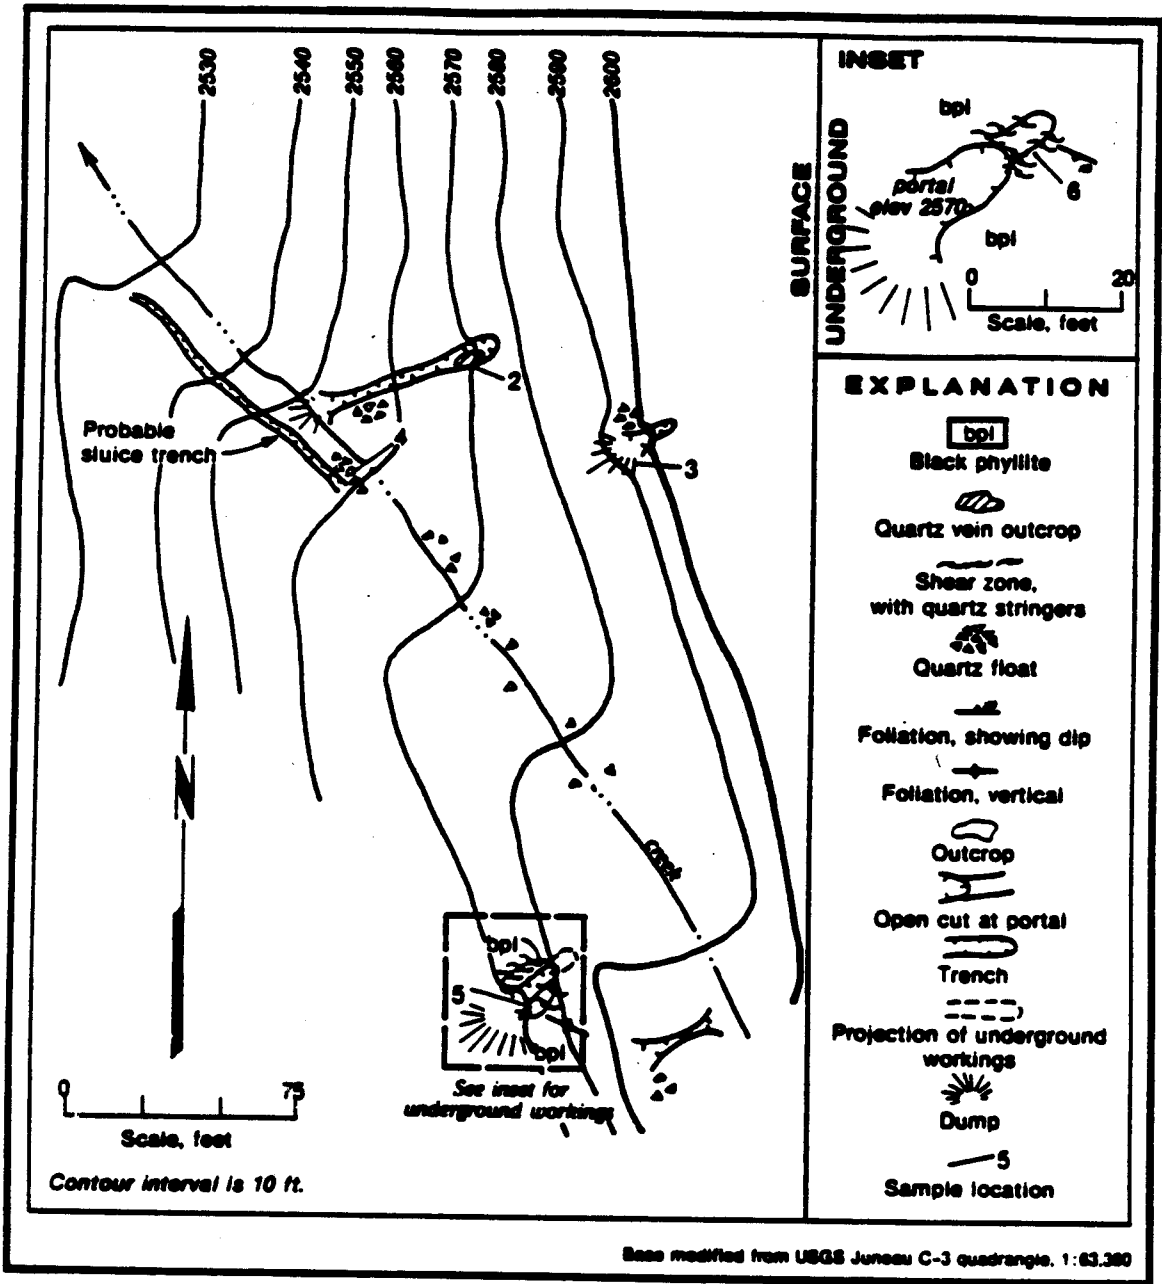 2530
2540
2550
2560
2570
2580
2590
2600
Probable
sluice trench
2
4
3
creek
N
bpl
5
bpl
See inset for
underground workings
0 75
Scale, feet
Contour interval is 10 ft.
SURFACE
UNDERGROUND
INSET
bpl
portal
elev 2570
6
bpl
0 20
Scale, feet
EXPLANATION
bpl
Black phyllite
Quartz vein outcrop
Shear zone,
with quartz stringers
Quartz float
Foliation, showing dip
Foliation, vertical
Outcrop
Open cut at portal
Trench
Projection of underground
workings
Dump
5
Sample location
Base modified from USGS Juneau C-3 quadrangle, 1:63,360